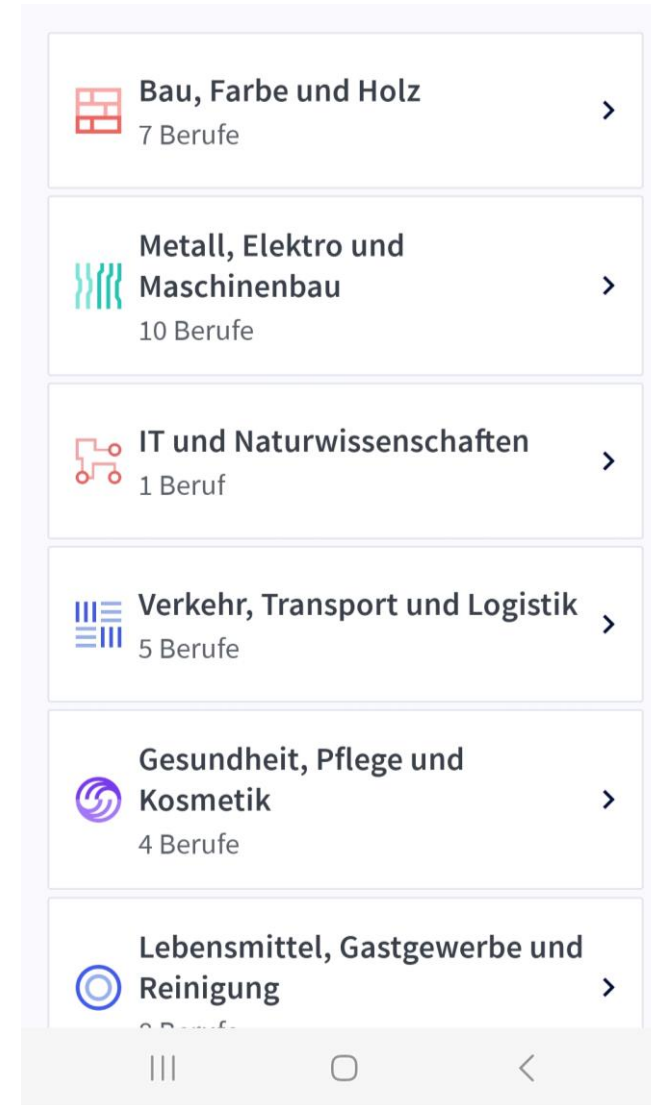 Bau, Farbe und Holz
7 Berufe
Metall, Elektro und
Maschinenbau
10 Berufe
IT und Naturwissenschaften
1 Beruf
Verkehr, Transport und Logistik
5 Berufe
Gesundheit, Pflege und
Kosmetik
4 Berufe
Lebensmittel, Gastgewerbe und
Reinigung